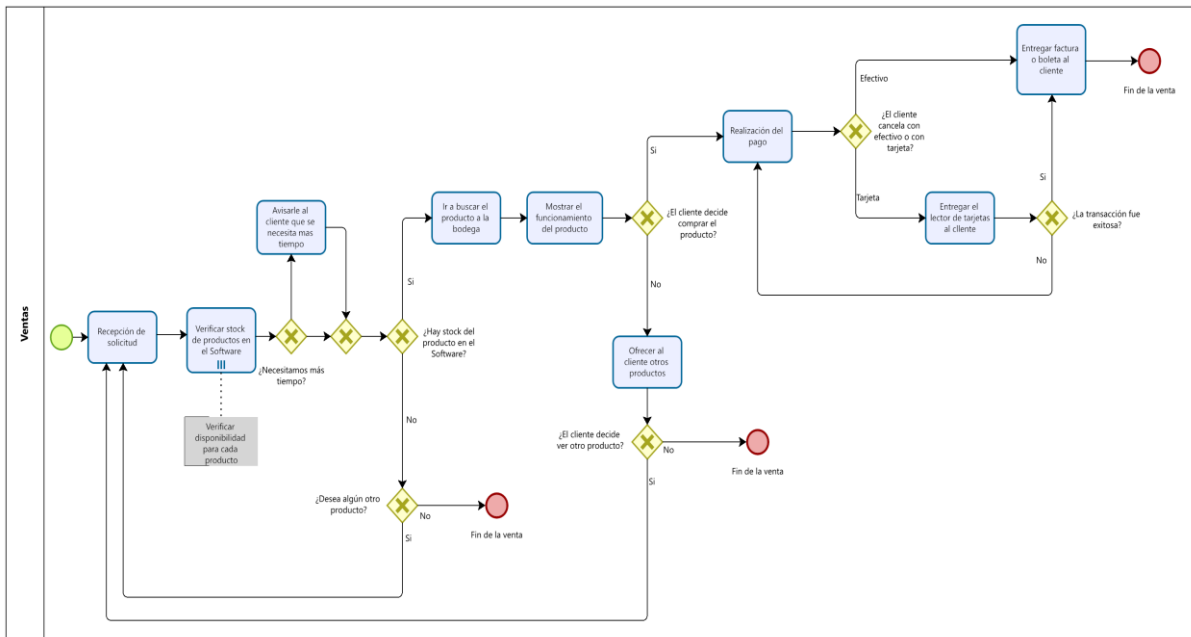 Ventas
Recepción de
solicitud
Verificar stock
de productos en
el Software
Verificar
disponibilidad
para cada
producto
¿Necesitamos más
tiempo?
Avisarle al
cliente que se
necesita mas
tiempo
¿Hay stock del
producto en el
Software?
Si
No
¿Desea algún otro
producto?
No
Si
Fin de la venta
Ir a buscar el
producto a la
bodega
Mostrar el
funcionamiento
del producto
¿El cliente decide
comprar el
producto?
Si
No
Ofrecer al
cliente otros
productos
¿El cliente decide
ver otro producto?
No
Si
Fin de la venta
Realización del
pago
¿El cliente
cancela con
efectivo o con
tarjeta?
Efectivo
Tarjeta
Entregar el
lector de tarjetas
al cliente
¿La transacción fue
exitosa?
Si
No
Entregar factura
o boleta al
cliente
Fin de la venta